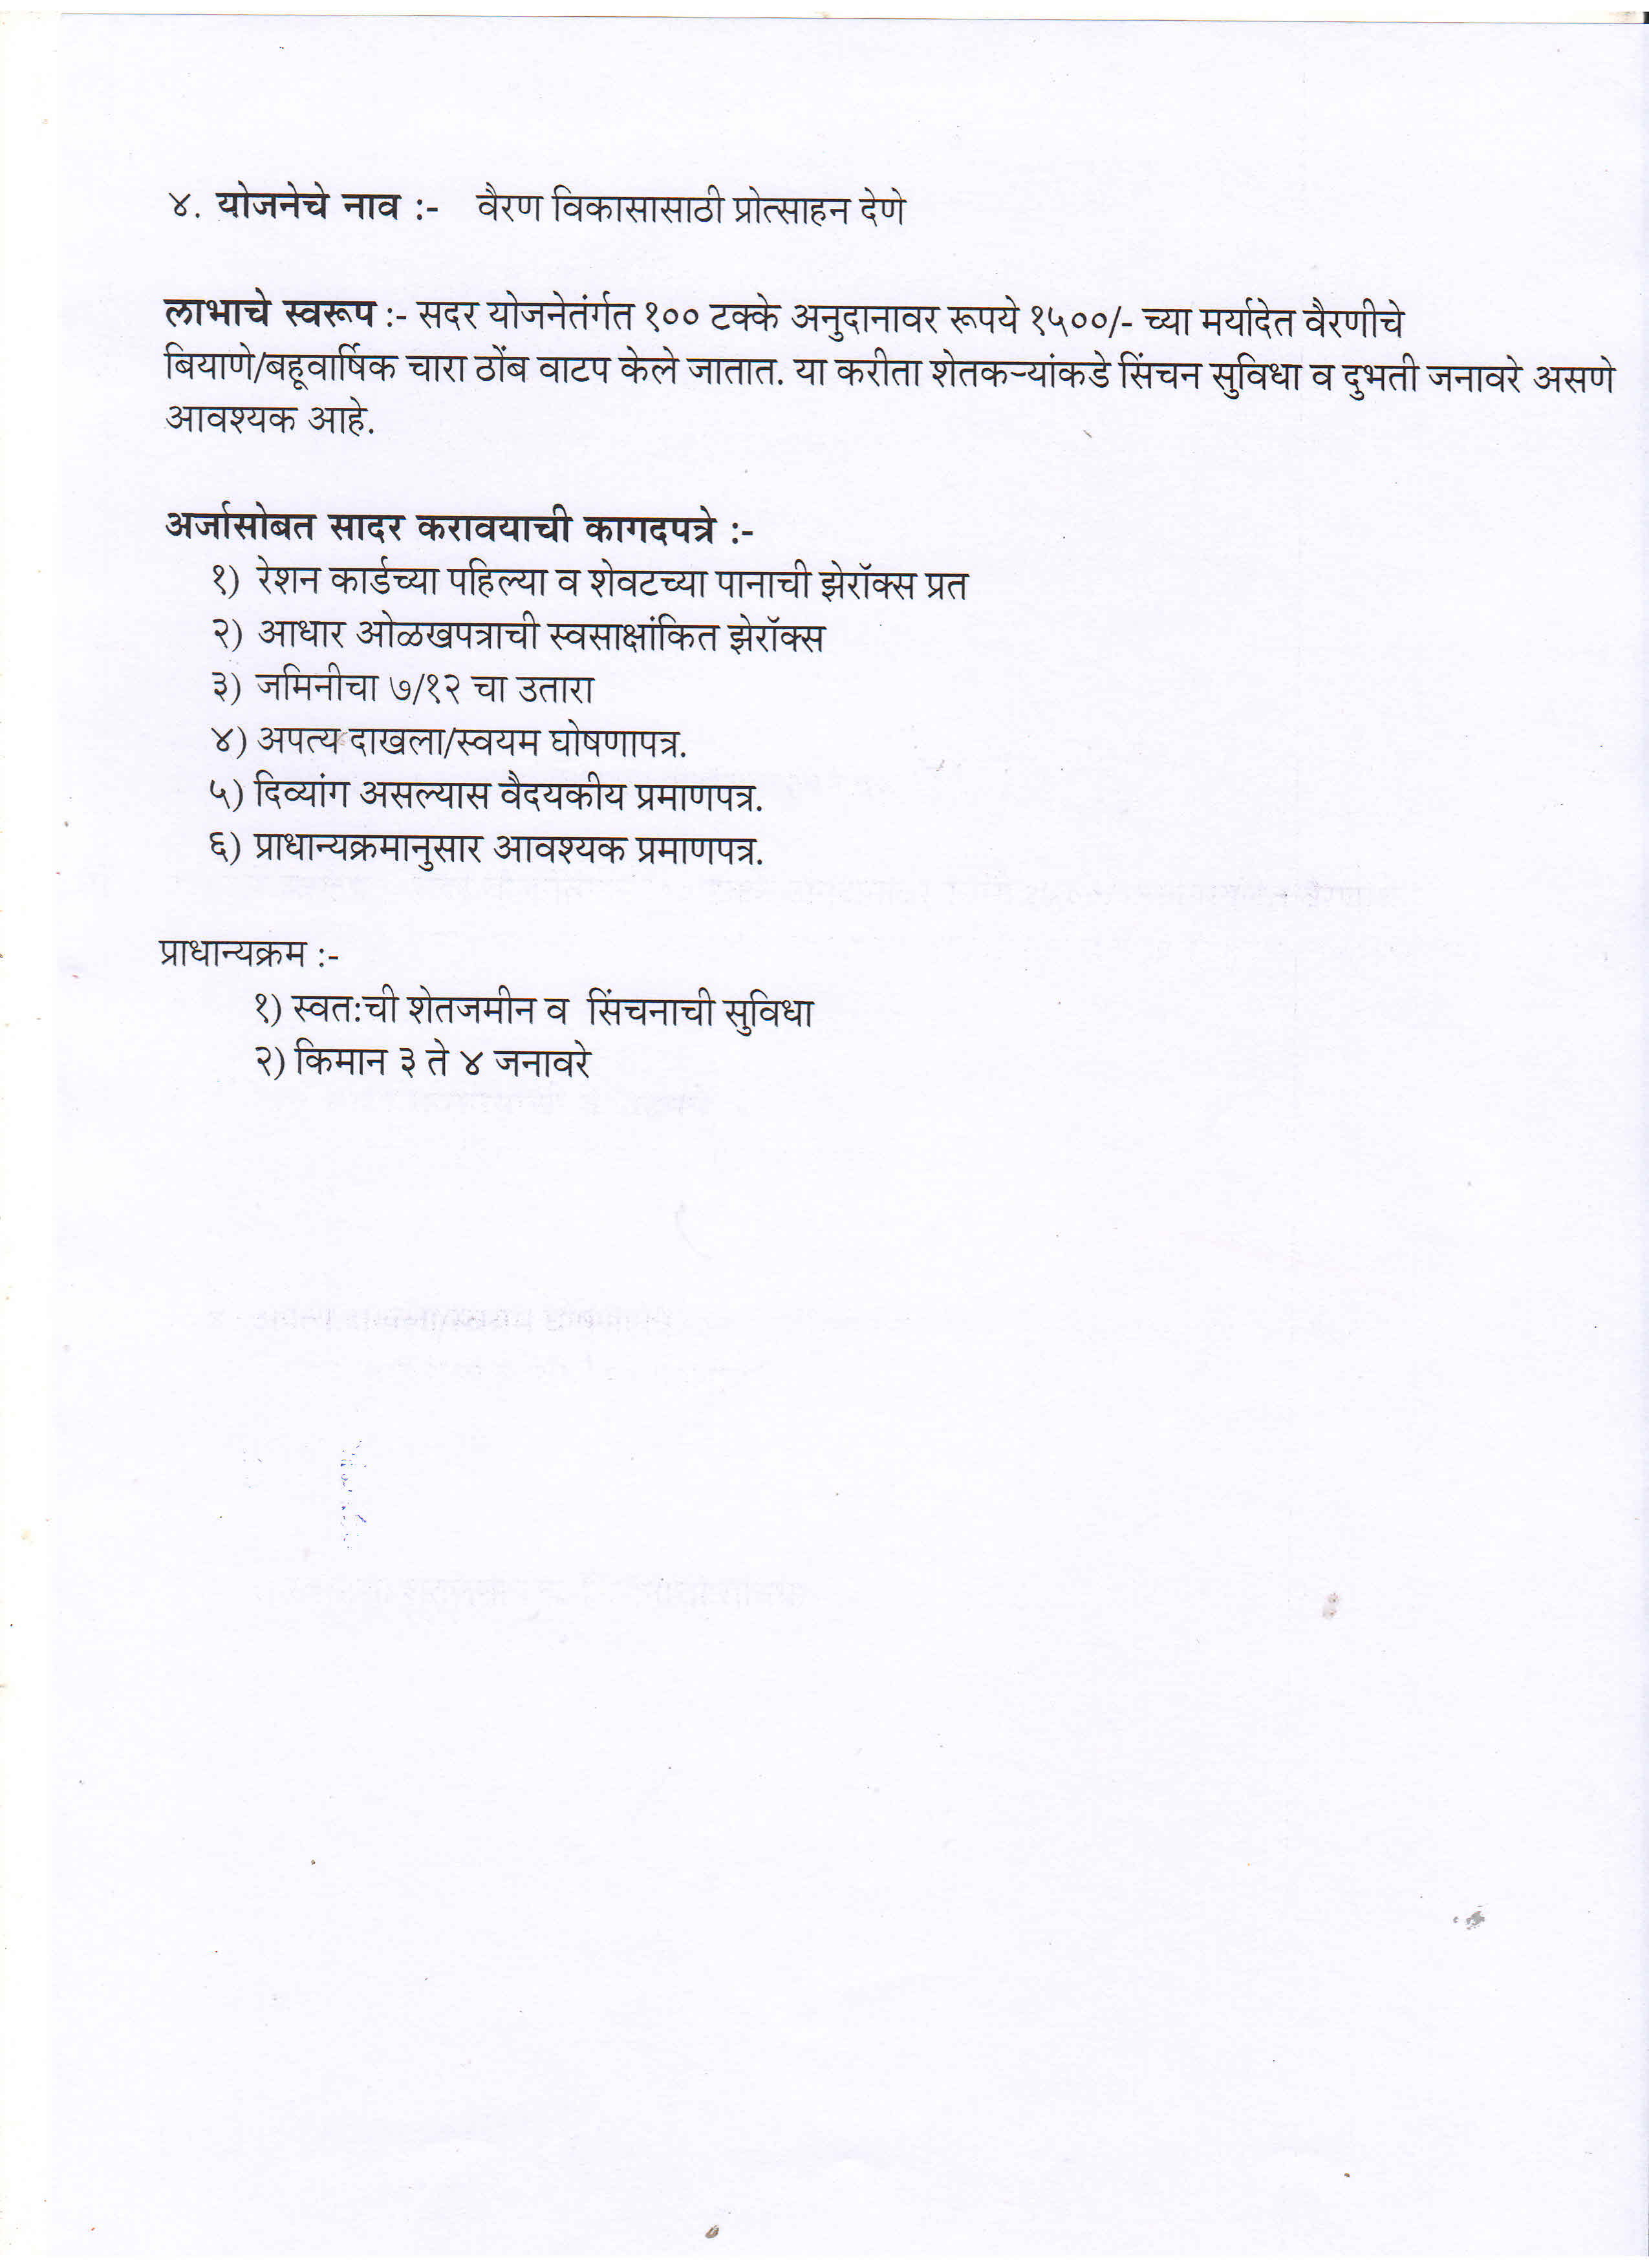 ४. योजनेचे नाव :- वैरण विकासासाठी प्रोत्साहन देणे
लाभाचे स्वरूप :- सदर योजनेतंर्गत १०० टक्के अनुदानावर रूपये १५००/- च्या मर्यादेत वैरणीचे
बियाणे/बहूवार्षिक चारा ठोंब वाटप केले जातात. या करीता शेतकऱ्यांकडे सिंचन सुविधा व दुभती जनावरे असणे
आवश्यक आहे.
अर्जासोबत सादर करावयाची कागदपत्रे :-
१) रेशन कार्डच्या पहिल्या व शेवटच्या पानाची झेरॉक्स प्रत
२) आधार ओळखपत्राची स्वसाक्षांकित झेरॉक्स
३) जमिनीचा ७/१२ चा उतारा
४) अपत्य दाखला/स्वयम घोषणापत्र.
५) दिव्यांग असल्यास वैदयकीय प्रमाणपत्र.
६) प्राधान्यक्रमानुसार आवश्यक प्रमाणपत्र.
प्राधान्यक्रम :-
१) स्वत:ची शेतजमीन व सिंचनाची सुविधा
२) किमान ३ ते ४ जनावरे